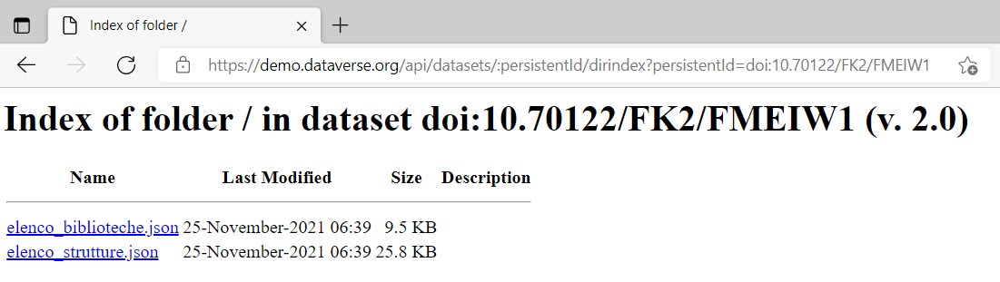 Index of folder /
https://demo.dataverse.org/api/datasets/:persistentId/dirindex?persistentId=doi:10.70122/FK2/FMEIW1
Index of folder / in dataset doi:10.70122/FK2/FMEIW1 (v. 2.0)
Name Last Modified Size Description
elenco_biblioteche.json 25-November-2021 06:39 9.5 KB
elenco_strutture.json 25-November-2021 06:39 25.8 KB